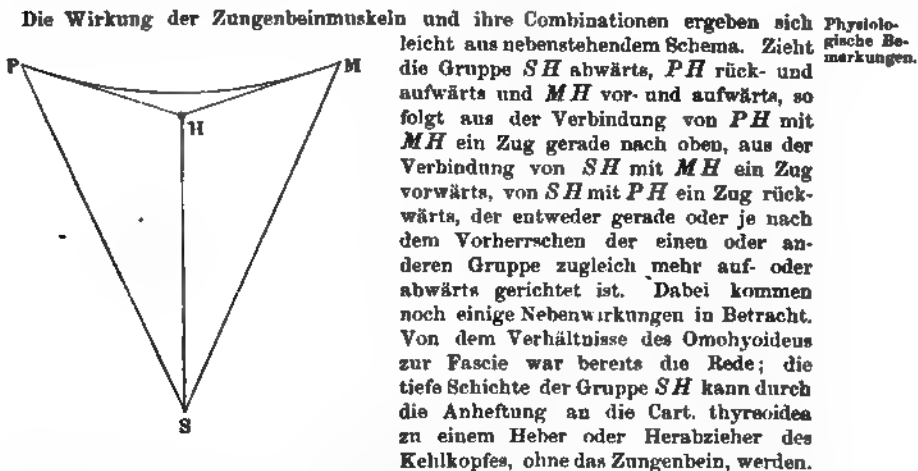 Die Wirkung der Zungenbeinmuskeln und ihre Combinationen ergeben sich
Physiolo-
gische Be-
merkungen.
leicht aus nebenstehendem Schema. Zieht
die Gruppe SH abwärts, PH rück- und
aufwärts und MH vor- und aufwärts, so
folgt aus der Verbindung von PH mit
MH ein Zug gerade nach oben, aus der
Verbindung von SH mit MH ein Zug
vorwärts, von SH mit PH ein Zug rück-
wärts, der entweder gerade oder je nach
dem Vorherrschen der einen oder an-
deren Gruppe zugleich mehr auf- oder
abwärts gerichtet ist. Dabei kommen
noch einige Nebenwirkungen in Betracht.
Von dem Verhältnisse des Omohyoideus
zur Fascie war bereits die Rede; die
tiefe Schichte der Gruppe SH kann durch
die Anheftung an die Cart. thyreoidea
zu einem Heber oder Herabzieher des
Kehlkopfes, ohne das Zungenbein, werden.
P
M
H
S